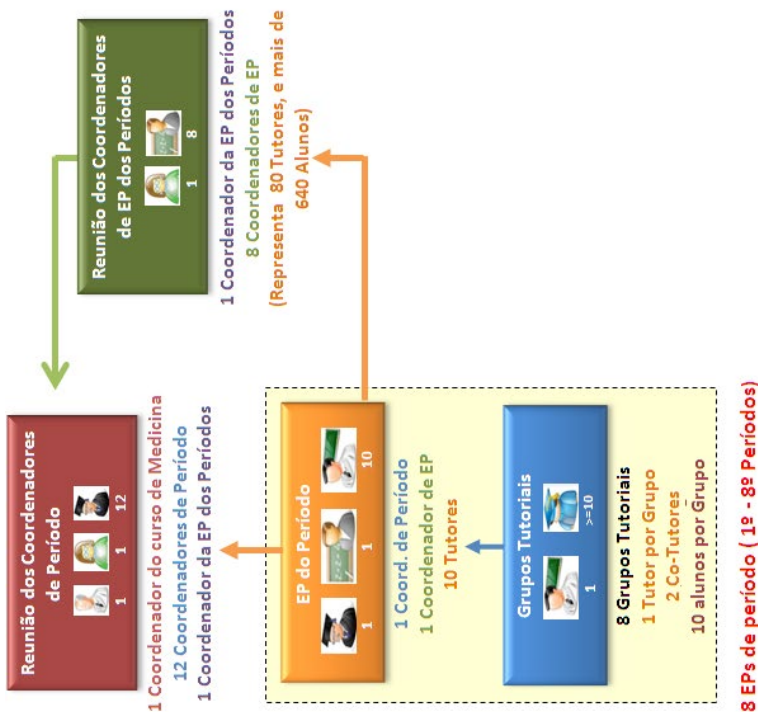 Reunião dos Coordenadores
de Período
1
1
12
1 Coordenador do curso de Medicina
12 Coordenadores de Período
1 Coordenador da EP dos Períodos
Reunião dos Coordenadores
de EP dos Períodos
1
8
1 Coordenador da EP dos Períodos
8 Coordenadores de EP
(Representa 80 Tutores, e mais de
640 Alunos)
EP do Período
1
1
10
1 Coord. de Período
1 Coordenador de EP
10 Tutores
Grupos Tutoriais
1
>=10
8 Grupos Tutoriais
1 Tutor por Grupo
2 Co-Tutores
10 alunos por Grupo
8 EPs de período ( 1º - 8º Períodos)